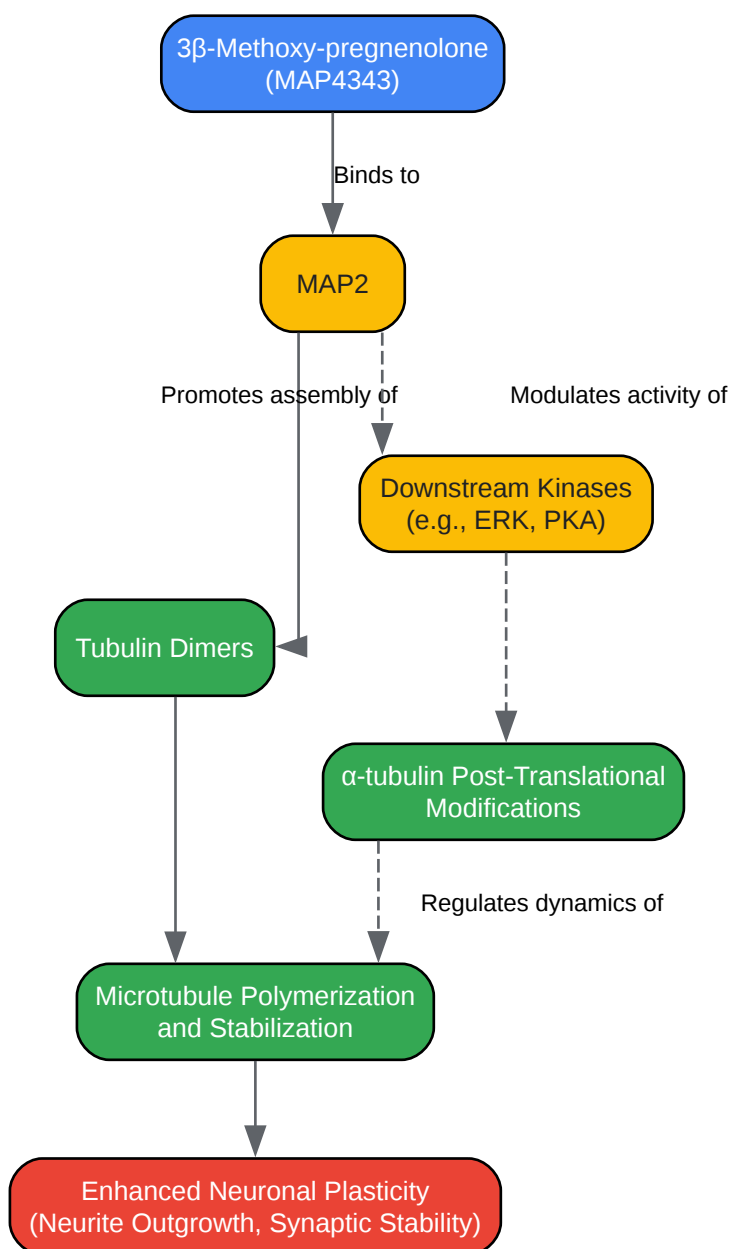 3β-Methoxy-pregnenolone
(MAP4343)
Binds to
MAP2
Promotes assembly of
Modulates activity of
Downstream Kinases
(e.g., ERK, PKA)
Tubulin Dimers
α-tubulin Post-Translational
Modifications
Regulates dynamics of
Microtubule Polymerization
and Stabilization
Enhanced Neuronal Plasticity
(Neurite Outgrowth, Synaptic Stability)